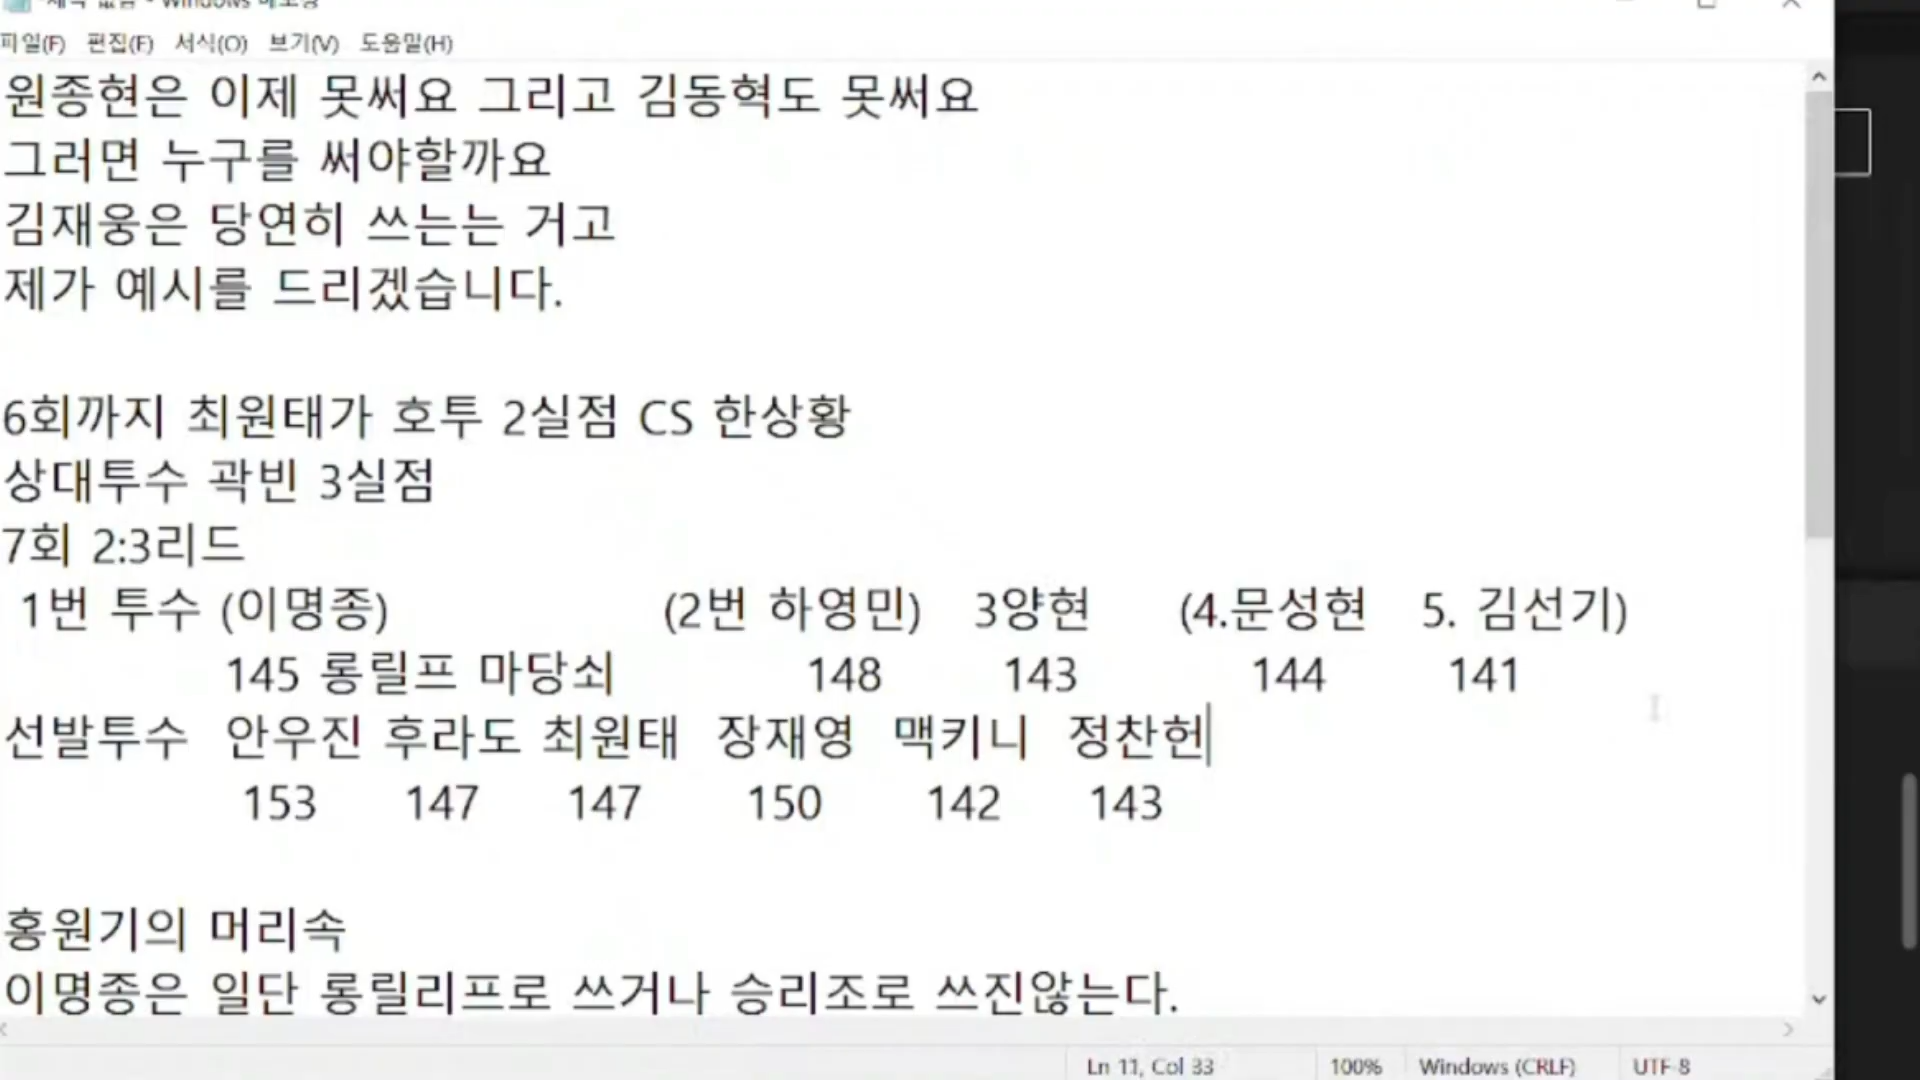 제목 없음 - Windows 메모장
파일(F) 편집(E) 서식(O) 보기(V) 도움말(H)
원종현은 이제 못써요 그리고 김동혁도 못써요
그러면 누구를 써야할까요
김재웅은 당연히 쓰는는 거고
제가 예시를 드리겠습니다.
6회까지 최원태가 호투 2실점 CS 한상황
상대투수 곽빈 3실점
7회 2:3리드
1번 투수 (이명종) (2번 하영민) 3양현 (4.문성현 5. 김선기)
145 롱릴프 마당쇠 148 143 144 141
선발투수 안우진 후라도 최원태 장재영 맥키니 정찬헌
153 147 147 150 142 143
홍원기의 머리속
이명종은 일단 롱릴리프로 쓰거나 승리조로 쓰진않는다.
Ln 11, Col 33 100% Windows (CRLF) UTF-8